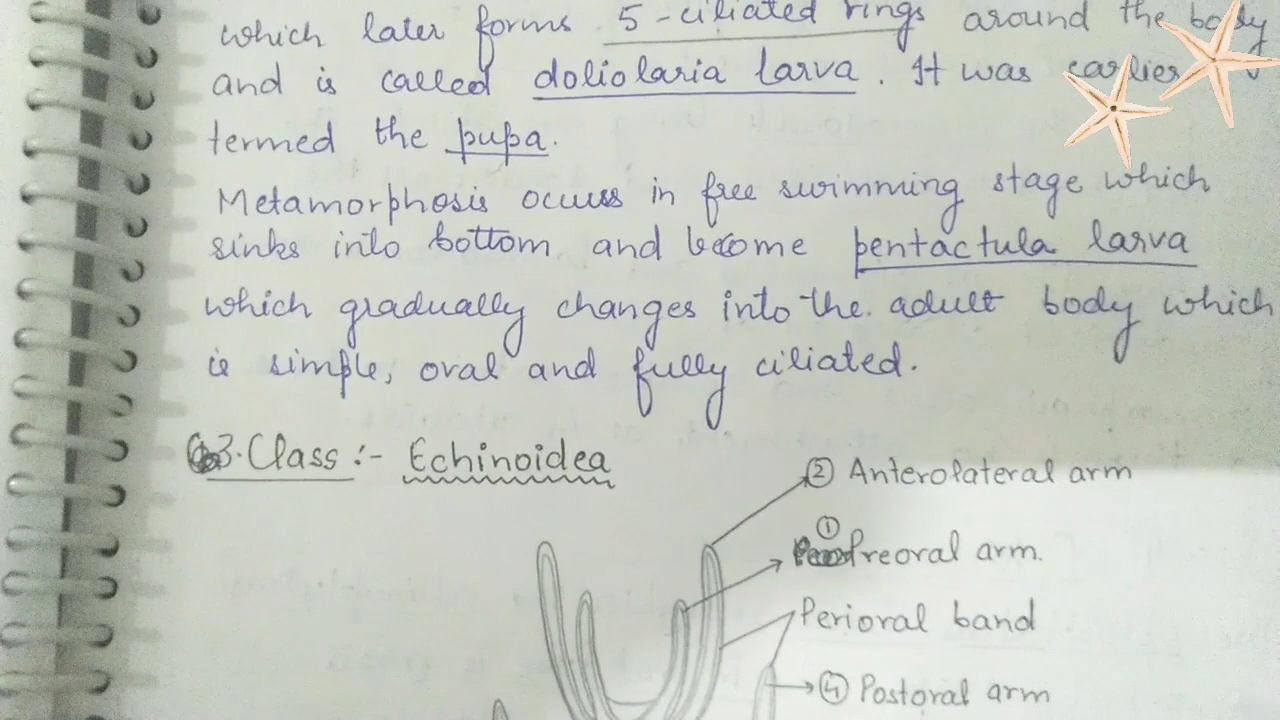 which later forms 5-ciliated rings around the body
and is called doliolaria larva. It was earlier
termed the pupa.
Metamorphosis occurs in free swimming stage which
sinks into bottom and become pentactula larva
which gradually changes into the adult body which
is simple, oval and fully ciliated.
3. Class :- Echinoidea
② Anterolateral arm
① Preoral arm.
Perioral band
④ Postoral arm